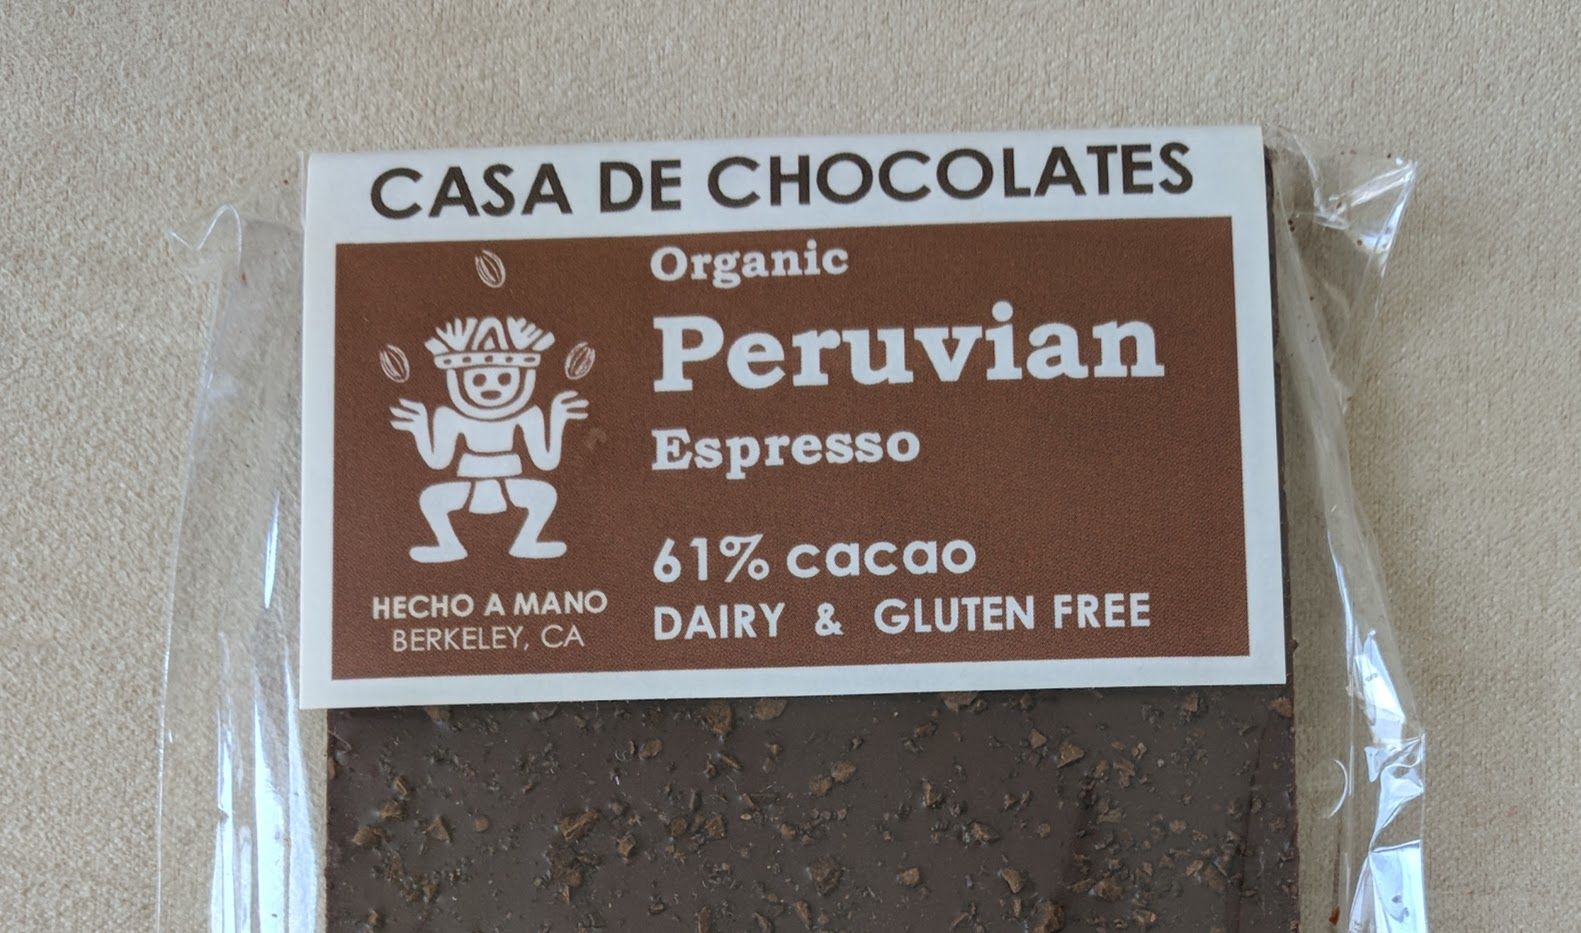 CASA DE CHOCOLATES
Organic
Peruvian
Espresso
61% cacao
DAIRY & GLUTEN FREE
HECHO A MANO
BERKELEY, CA